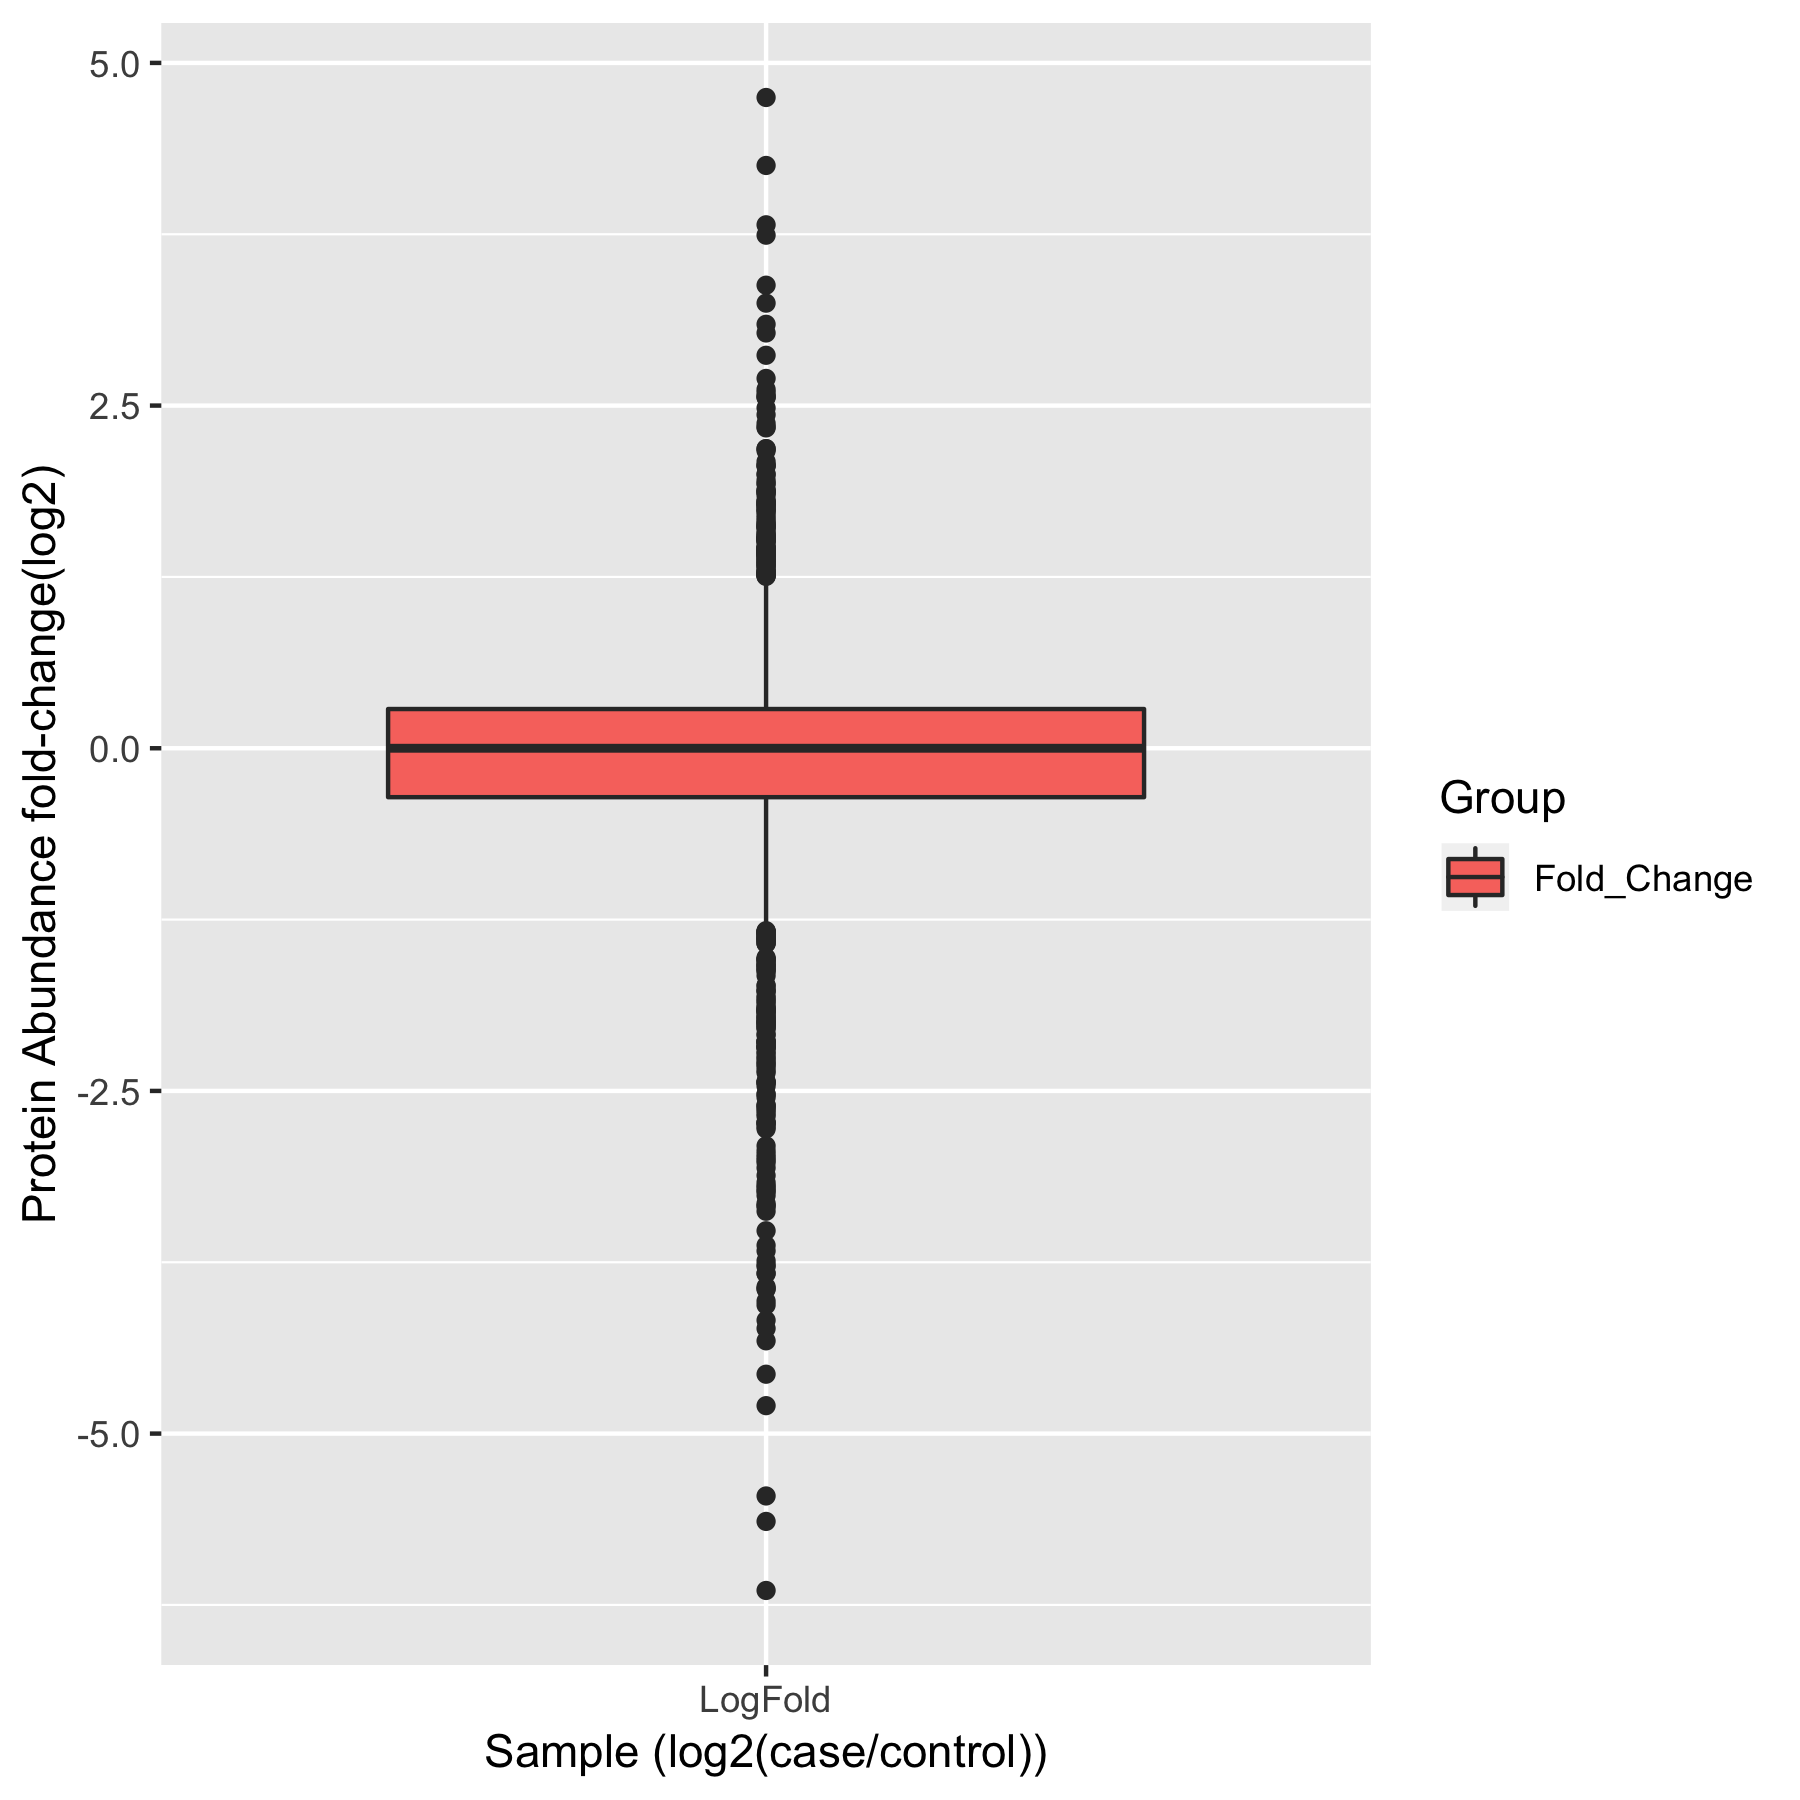 5.0
2.5
0.0
-2.5
-5.0
Protein Abundance fold-change(log2)
LogFold
Sample (log2(case/control))
Group
Fold_Change